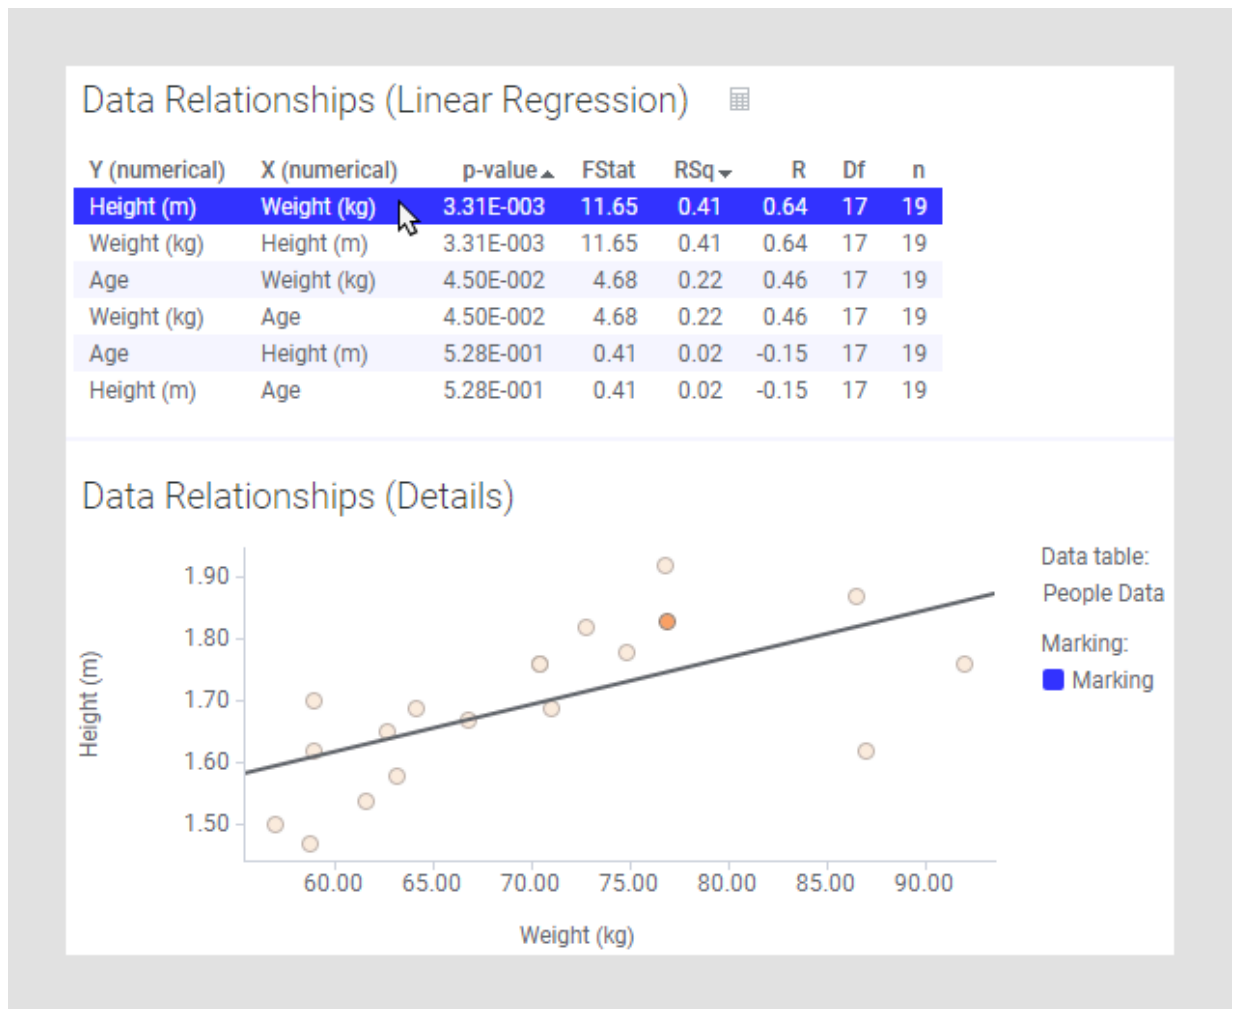 Data Relationships (Linear Regression)
Y (numerical) X (numerical) p-value FStat RSq R Df n
Height (m) Weight (kg) 3.31E-003 11.65 0.41 0.64 17 19
Weight (kg) Height (m) 3.31E-003 11.65 0.41 0.64 17 19
Age Weight (kg) 4.50E-002 4.68 0.22 0.46 17 19
Weight (kg) Age 4.50E-002 4.68 0.22 0.46 17 19
Age Height (m) 5.28E-001 0.41 0.02 -0.15 17 19
Height (m) Age 5.28E-001 0.41 0.02 -0.15 17 19
Data Relationships (Details)
Height (m)
1.90
1.80
1.70
1.60
1.50
60.00 65.00 70.00 75.00 80.00 85.00 90.00
Weight (kg)
Data table:
People Data
Marking:
Marking